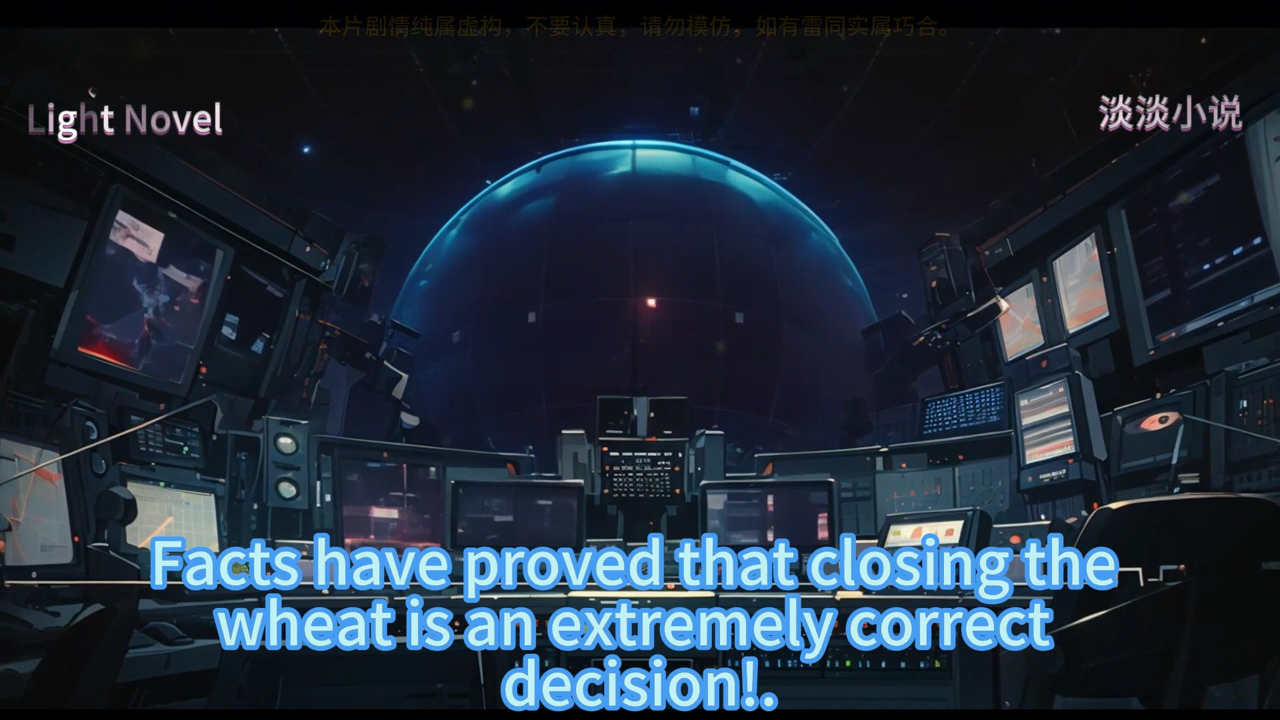 本片剧情纯属虚构，不要认真，请勿模仿，如有雷同实属巧合。
Light Novel
淡淡小说
Facts have proved that closing the
wheat is an extremely correct
decision!.